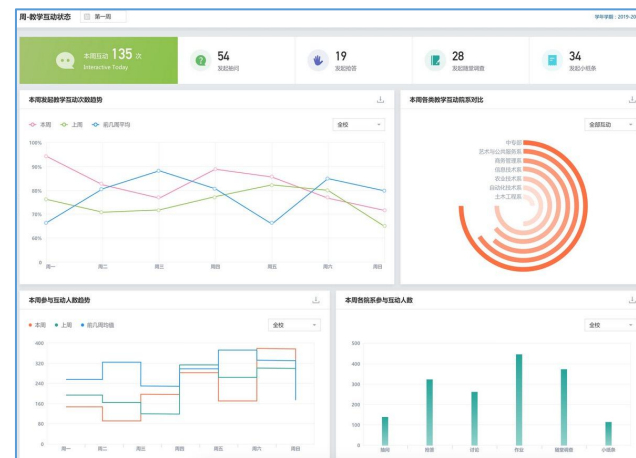 周-教学互动状态 第一周 学年学期：2019-20
本周互动 135 次
Interactive Today
54
发起提问
19
发起抢答
28
发起随堂调查
34
发起小纸条
本周发起教学互动次数趋势
本周 上周 前几周平均 全校
100%
90%
80%
70%
60%
0
周一 周二 周三 周四 周五 周六 周日
本周各类教学互动院系对比
全部互动
中专部
艺术与公共服务系
商务管理系
信息技术系
农业技术系
自动化技术系
土木工程系
本周参与互动人数趋势
本周 上周 前几周均值 全校
400
320
240
160
80
0
周一 周二 周三 周四 周五 周六 周日
本周各院系参与互动人数
全校
500
400
300
200
100
0
提问 抢答 讨论 作业 随堂调查 小纸条